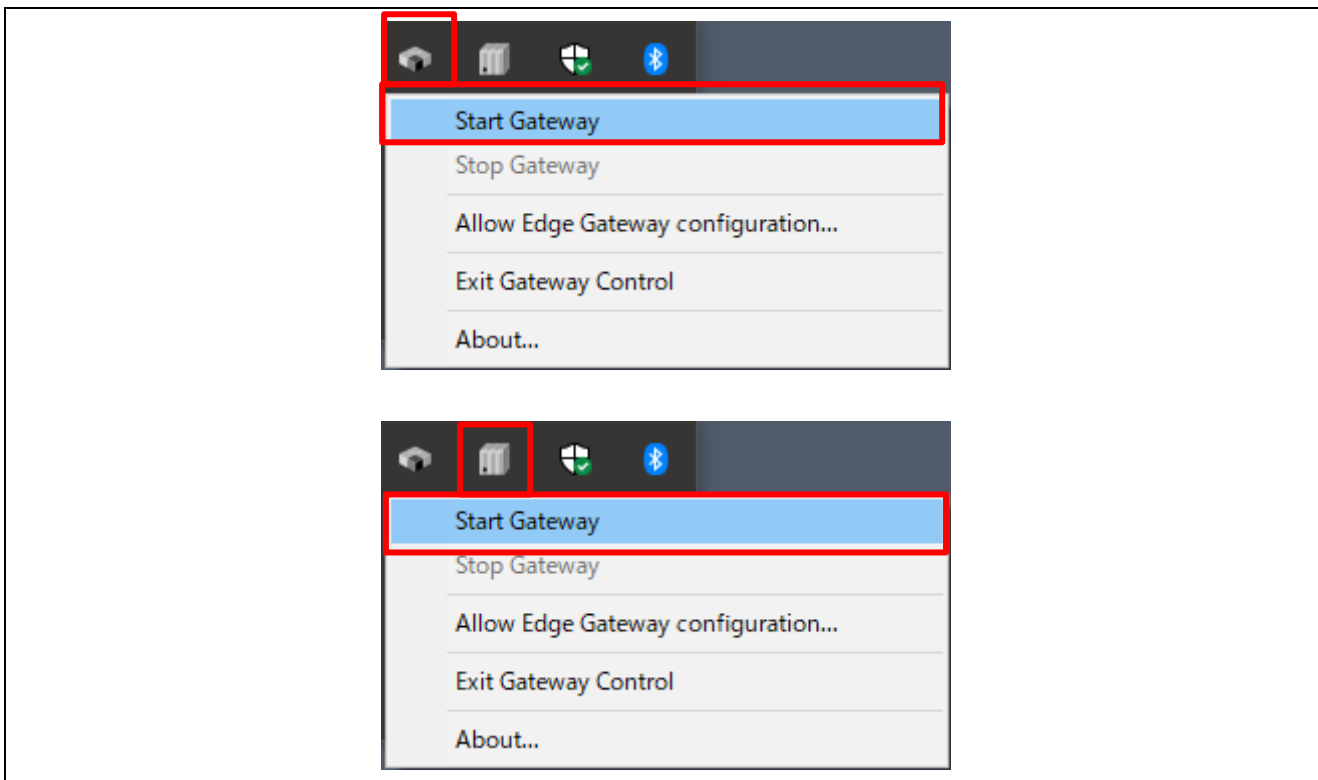 Start Gateway
Stop Gateway
Allow Edge Gateway configuration...
Exit Gateway Control
About...
Start Gateway
Stop Gateway
Allow Edge Gateway configuration...
Exit Gateway Control
About...